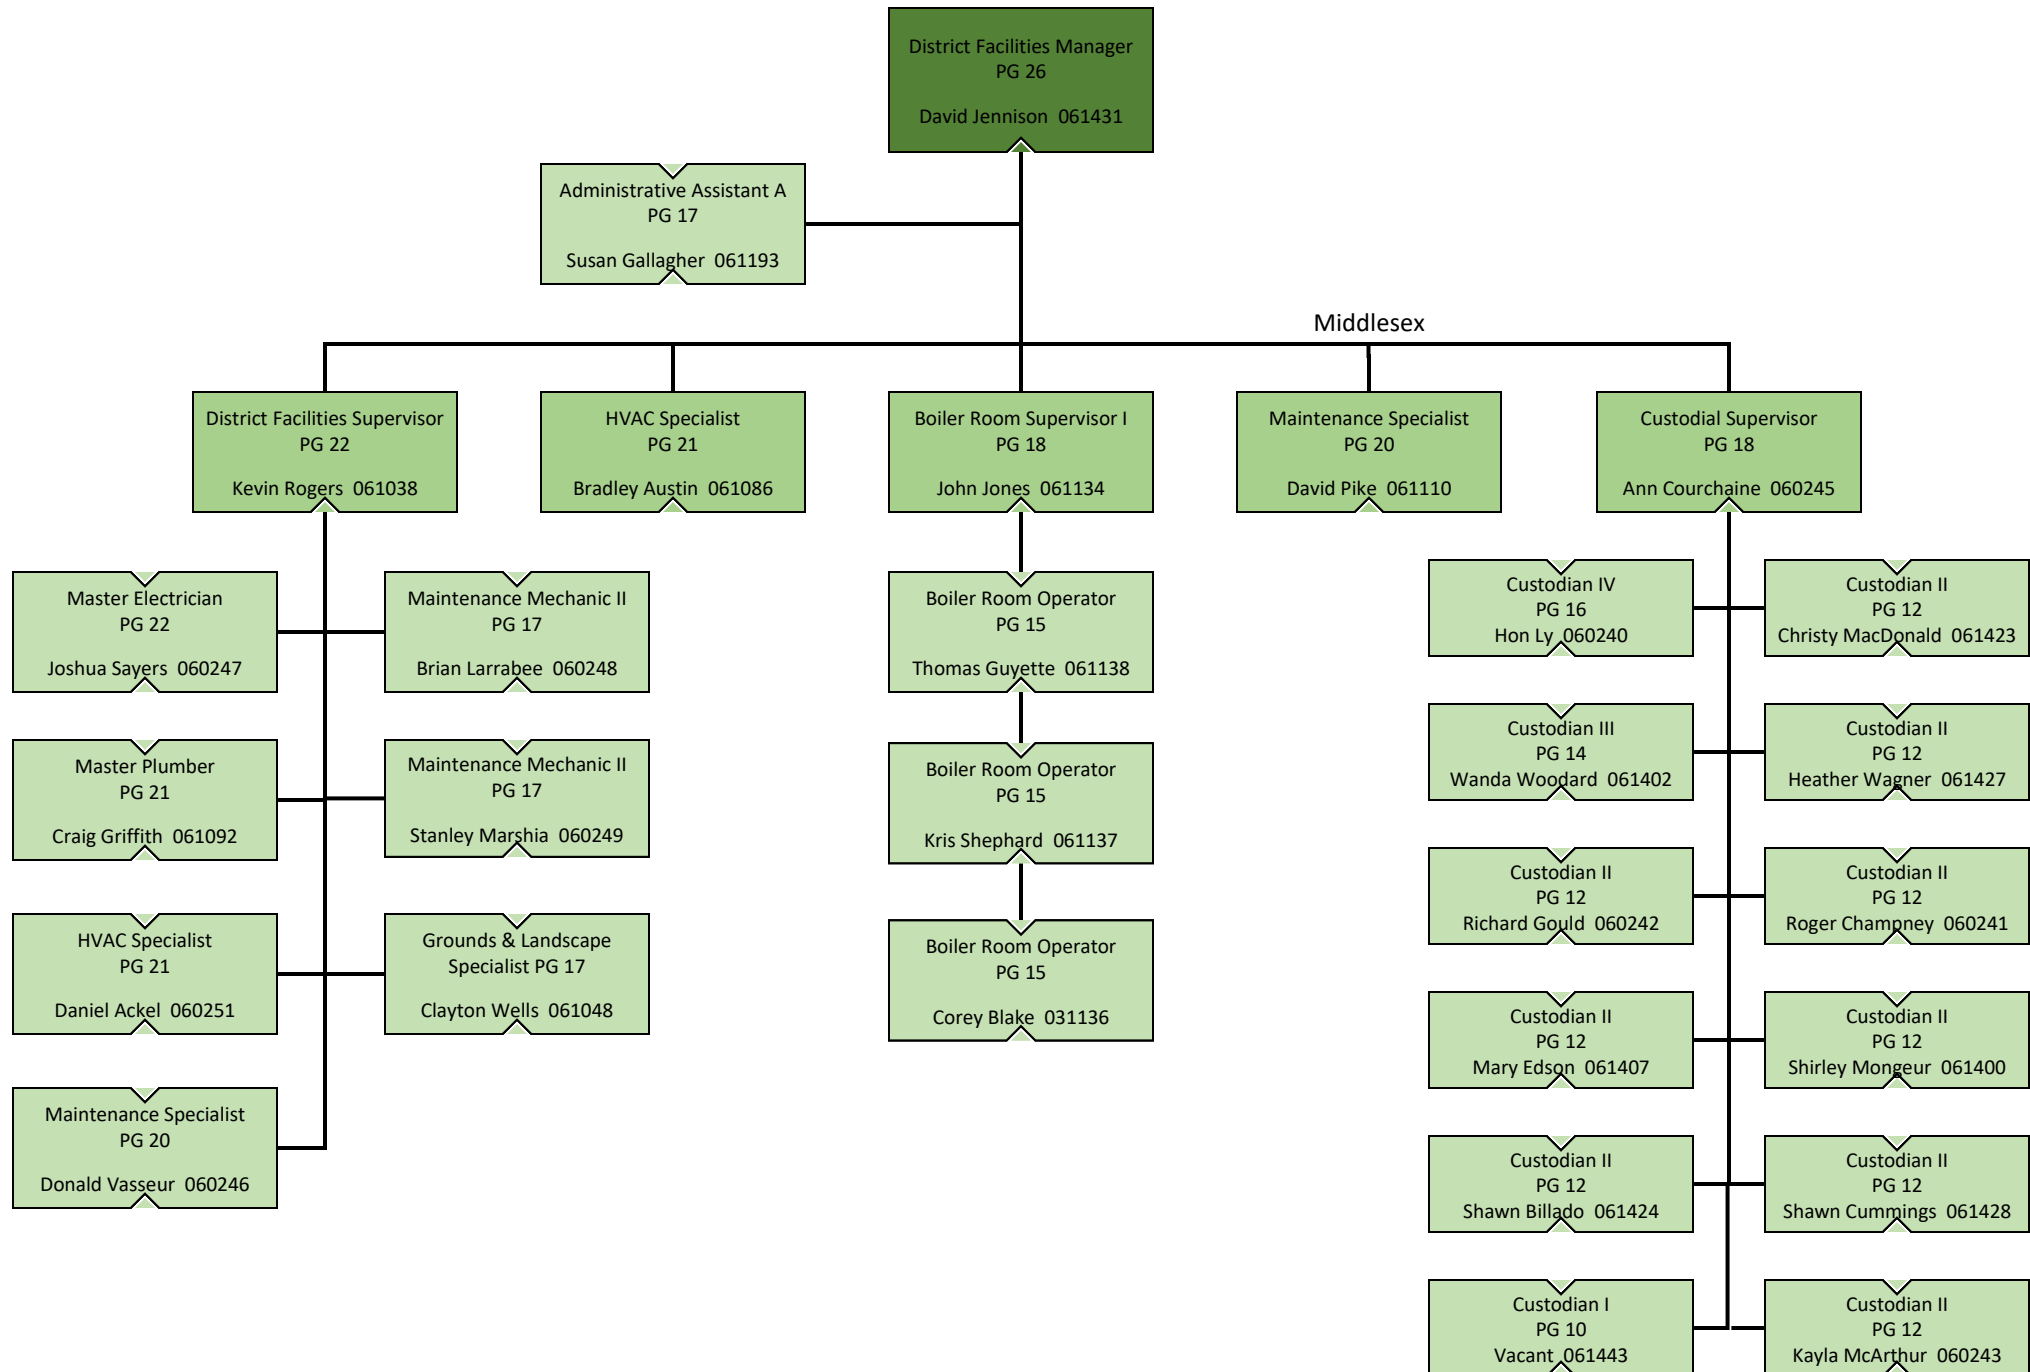 District Facilities Manager
PG 26
David Jennison 061431
Administrative Assistant A
PG 17
Susan Gallagher 061193
Middlesex
District Facilities Supervisor
PG 22
Kevin Rogers 061038
HVAC Specialist
PG 21
Bradley Austin 061086
Boiler Room Supervisor I
PG 18
John Jones 061134
Maintenance Specialist
PG 20
David Pike 061110
Custodial Supervisor
PG 18
Ann Courchaine 060245
Master Electrician
PG 22
Joshua Sayers 060247
Maintenance Mechanic II
PG 17
Brian Larrabee 060248
Master Plumber
PG 21
Craig Griffith 061092
Maintenance Mechanic II
PG 17
Stanley Marshia 060249
HVAC Specialist
PG 21
Daniel Ackel 060251
Grounds & Landscape
Specialist PG 17
Clayton Wells 061048
Maintenance Specialist
PG 20
Donald Vasseur 060246
Boiler Room Operator
PG 15
Thomas Guyette 061138
Boiler Room Operator
PG 15
Kris Shephard 061137
Boiler Room Operator
PG 15
Corey Blake 031136
Custodian IV
PG 16
Hon Ly 060240
Custodian II
PG 12
Christy MacDonald 061423
Custodian III
PG 14
Wanda Woodard 061402
Custodian II
PG 12
Heather Wagner 061427
Custodian II
PG 12
Richard Gould 060242
Custodian II
PG 12
Roger Champney 060241
Custodian II
PG 12
Mary Edson 061407
Custodian II
PG 12
Shirley Mongeur 061400
Custodian II
PG 12
Shawn Billado 061424
Custodian II
PG 12
Shawn Cummings 061428
Custodian I
PG 10
Vacant 061443
Custodian II
PG 12
Kayla McArthur 060243